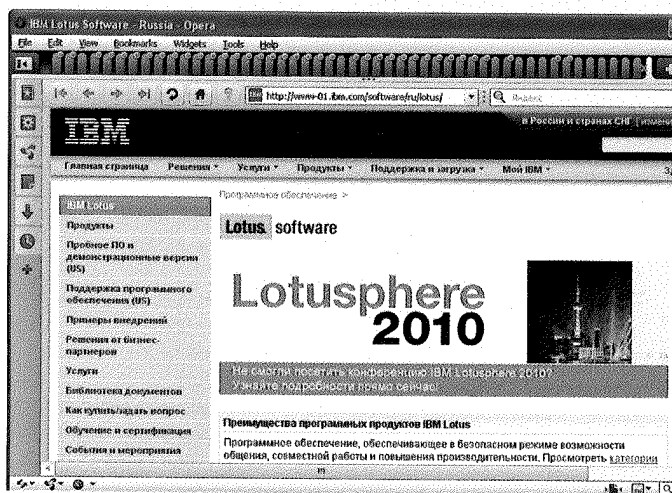 IBM Lotus Software - Russia - Opera
File Edit View Bookmarks Widgets Tools Help
http://www-01.ibm.com/software/ru/lotus/ Яндекс
IBM
в России и странах СНГ
Главная страница Решения Услуги Продукты Поддержка и загрузка Мой IBM
Программное обеспечение >
IBM Lotus
Продукты
Пробное ПО и
демонстрационные версии
(US)
Поддержка программного
обеспечения (US)
Примеры внедрений
Решения от бизнес-
партнеров
Услуги
Библиотека документов
Как купить/задать вопрос
Обучение и сертификация
События и мероприятия
Lotus software
Lotusphere
2010
Не смогли посетить конференцию IBM Lotusphere 2010?
Узнайте подробности прямо сейчас!
Преимущества программных продуктов IBM Lotus
Программное обеспечение, обеспечивающее в безопасном режиме возможности
общения, совместной работы и повышения производительности. Просмотреть категории